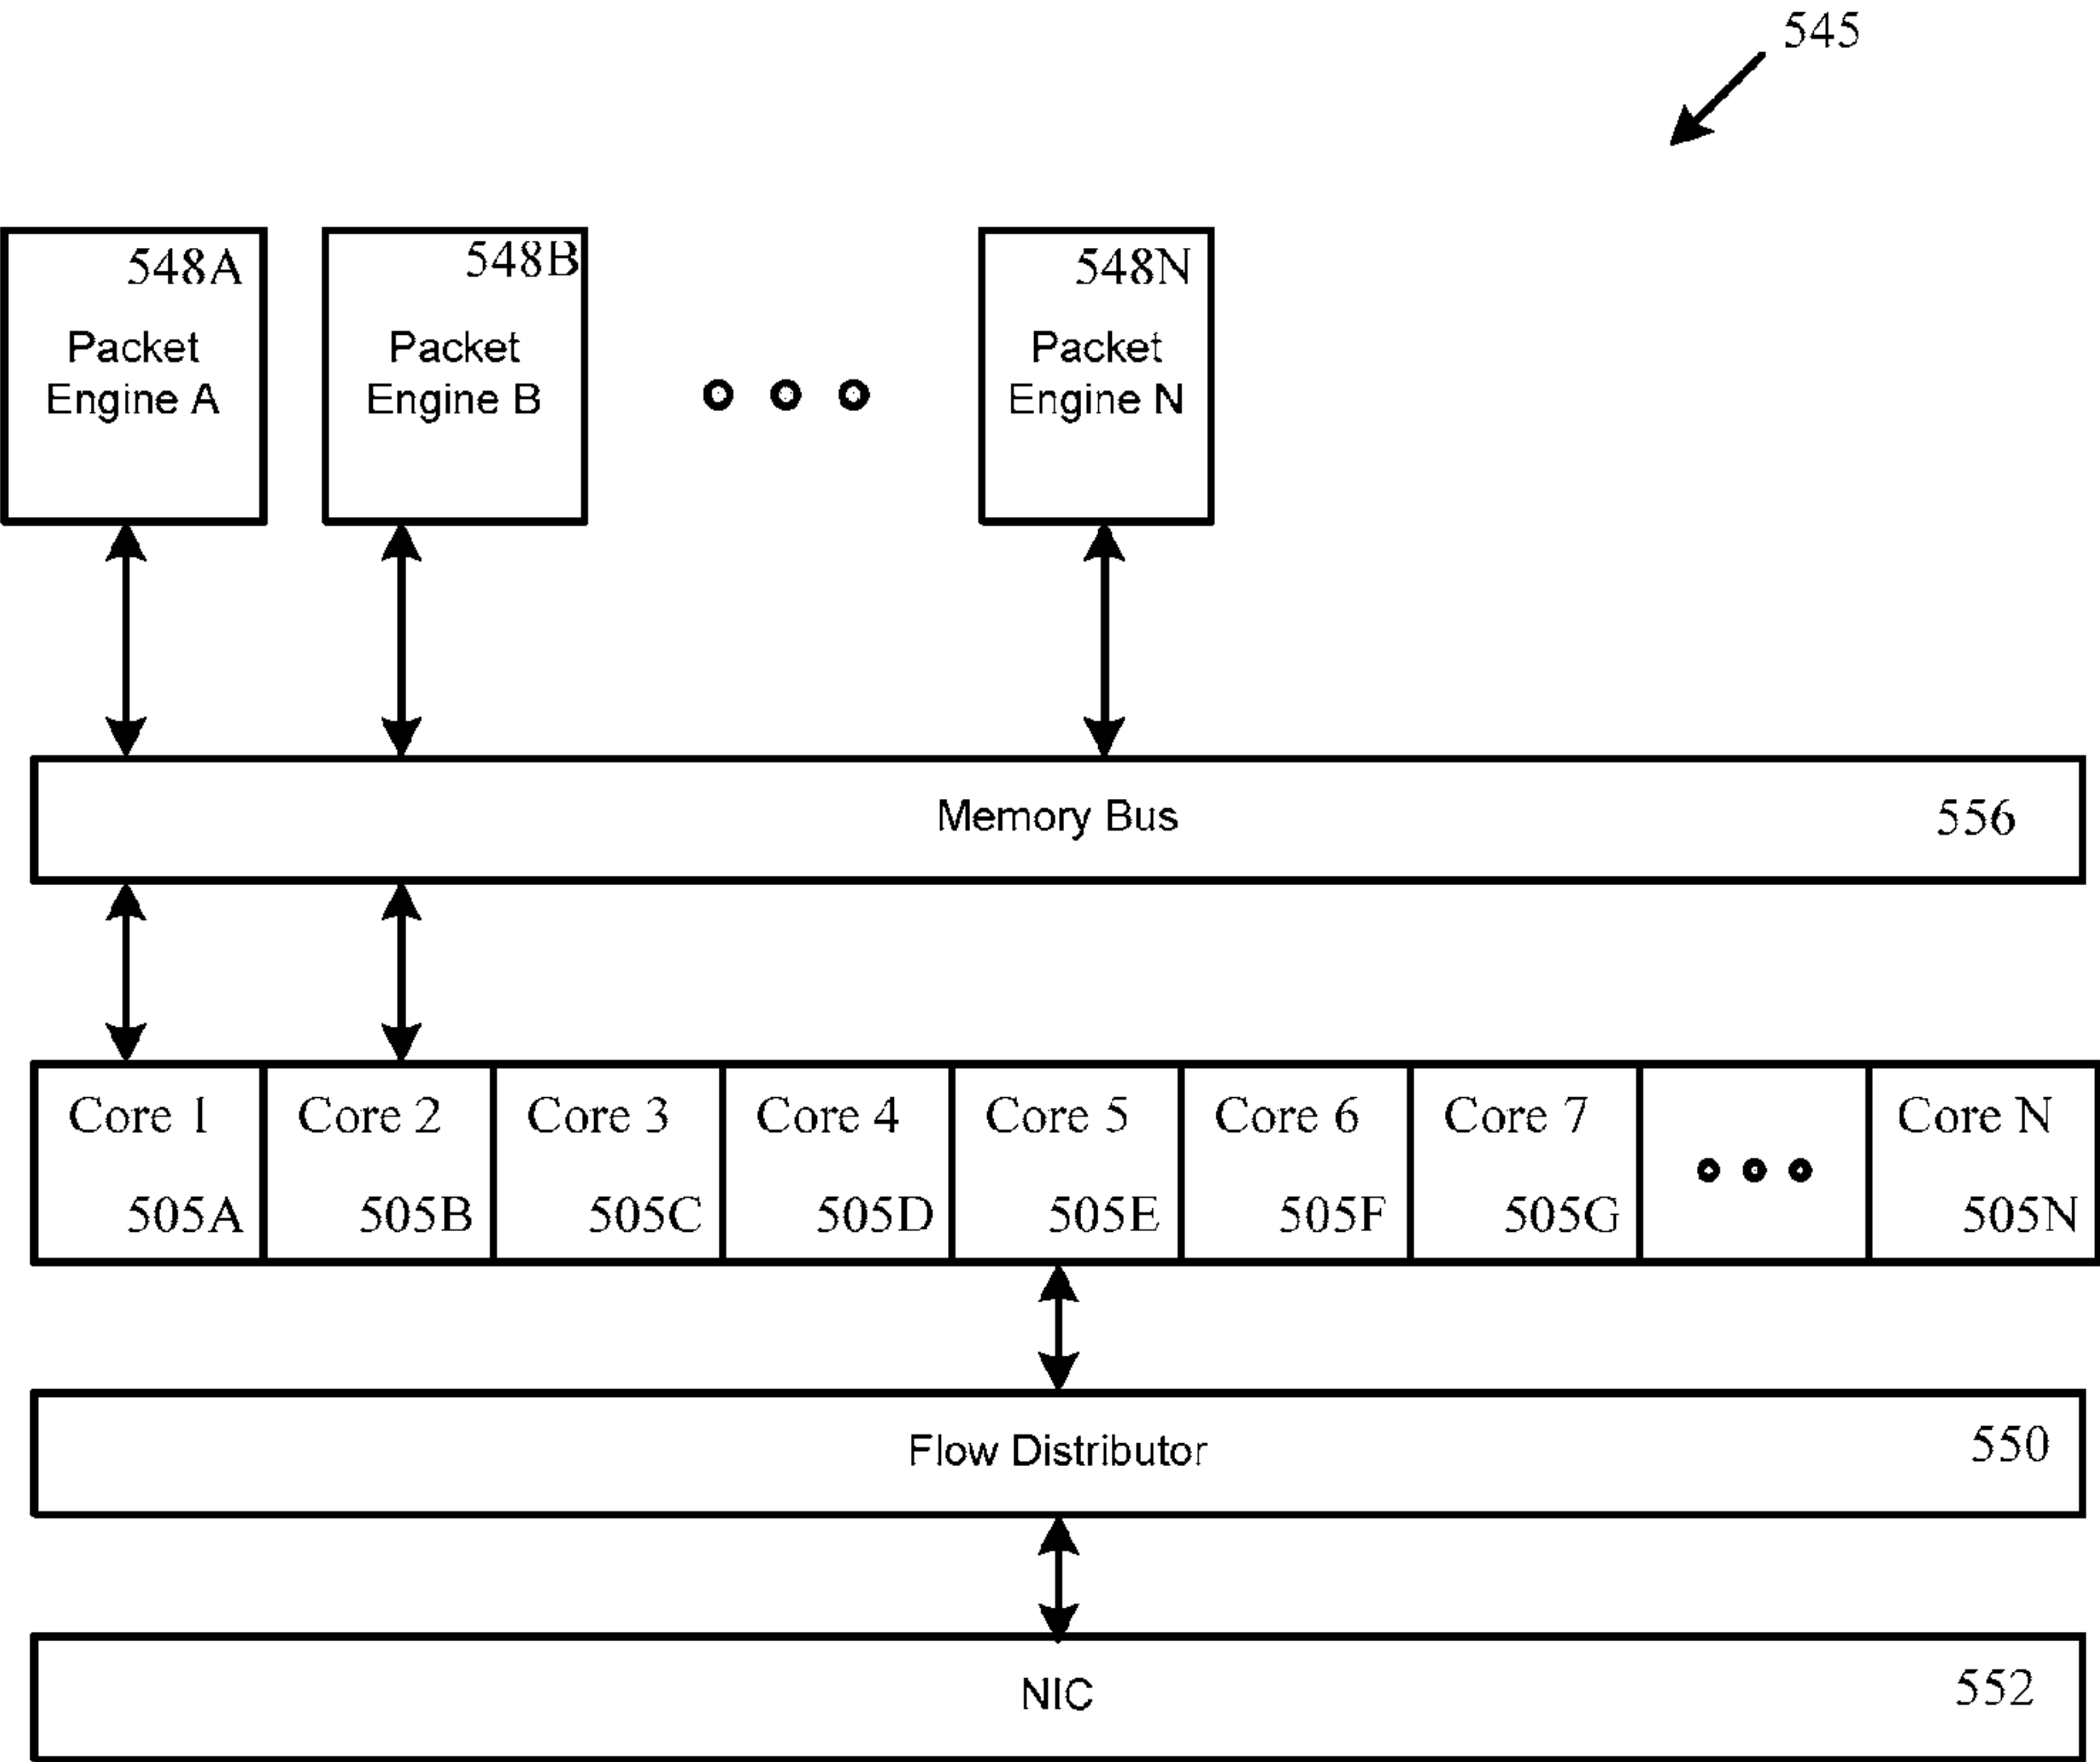 545
548A
Packet
Engine A
548B
Packet
Engine B
548N
Packet
Engine N
Memory Bus
556
Core 1
505A
Core 2
505B
Core 3
505C
Core 4
505D
Core 5
505E
Core 6
505F
Core 7
505G
Core N
505N
Flow Distributor
550
NIC
552